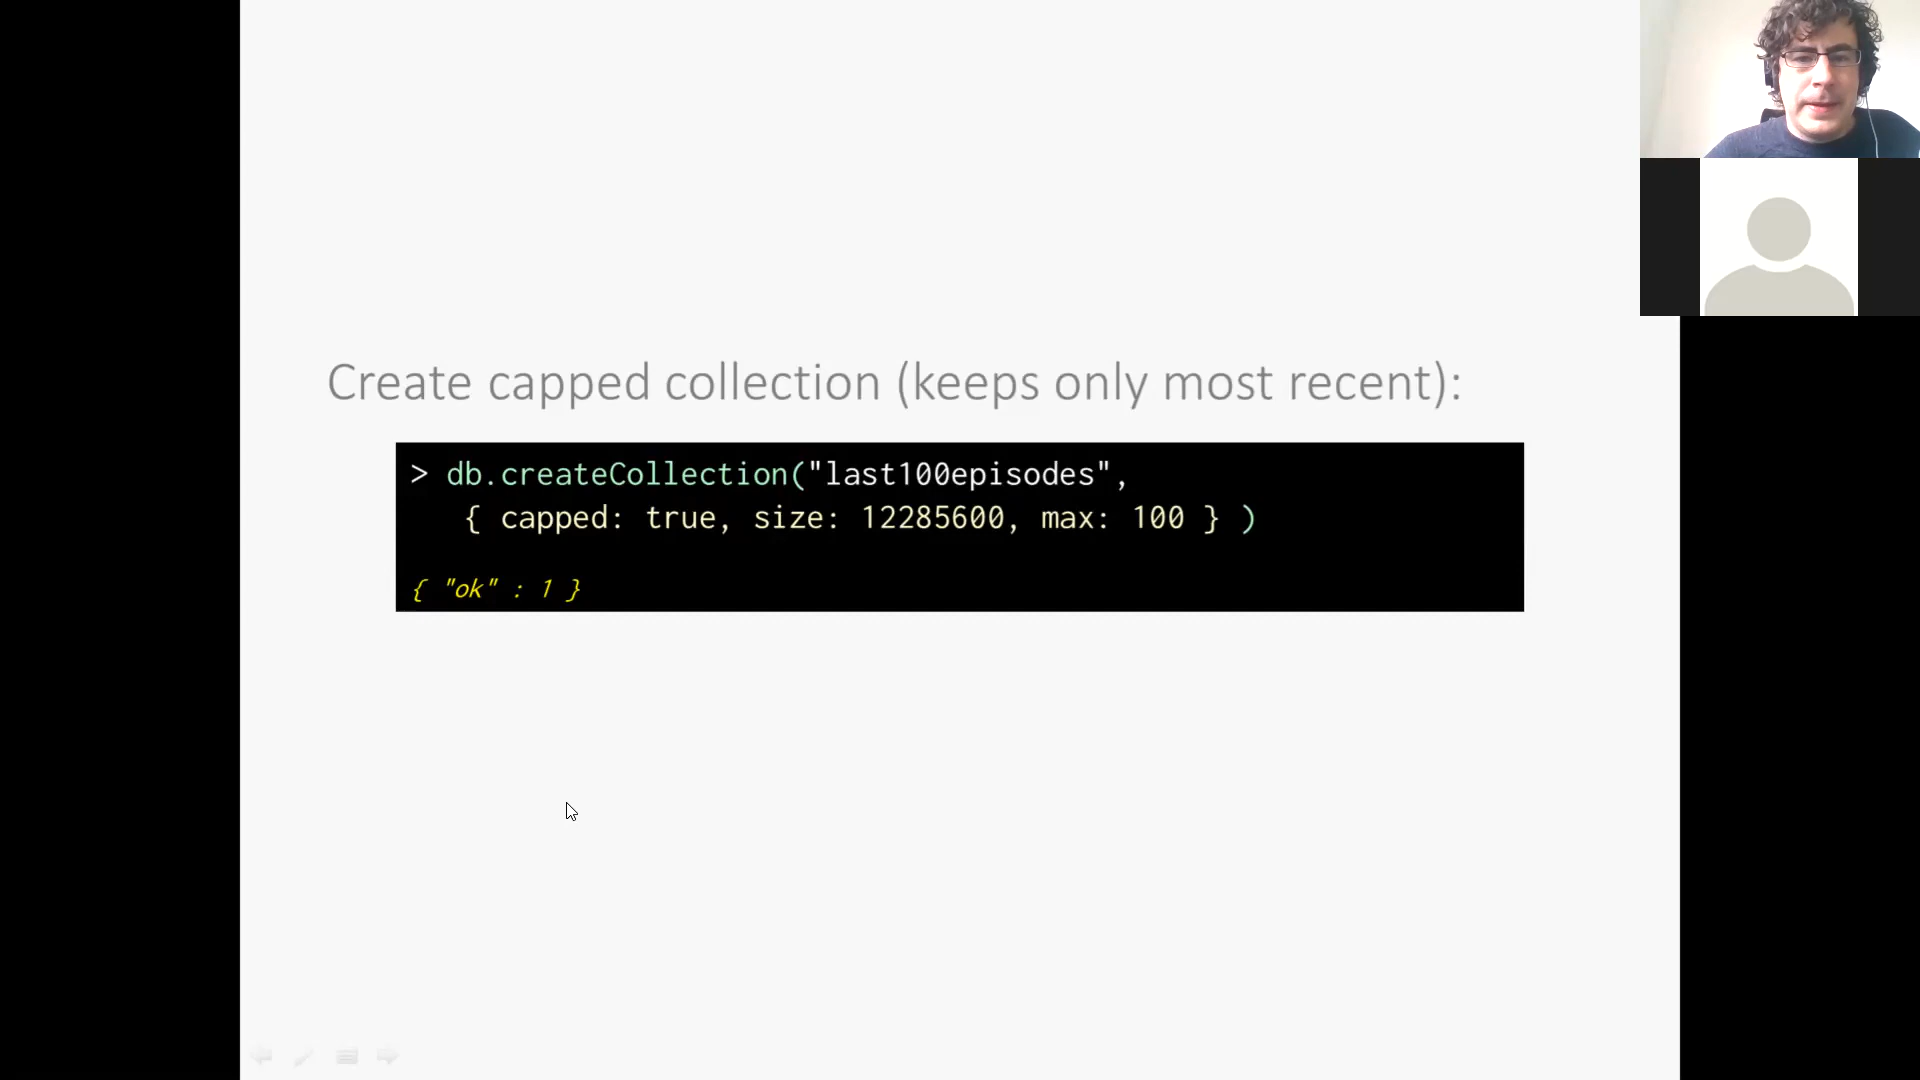 Create capped collection (keeps only most recent):
> db.createCollection("last100episodes",
{ capped: true, size: 12285600, max: 100 } )
{ "ok" : 1 }